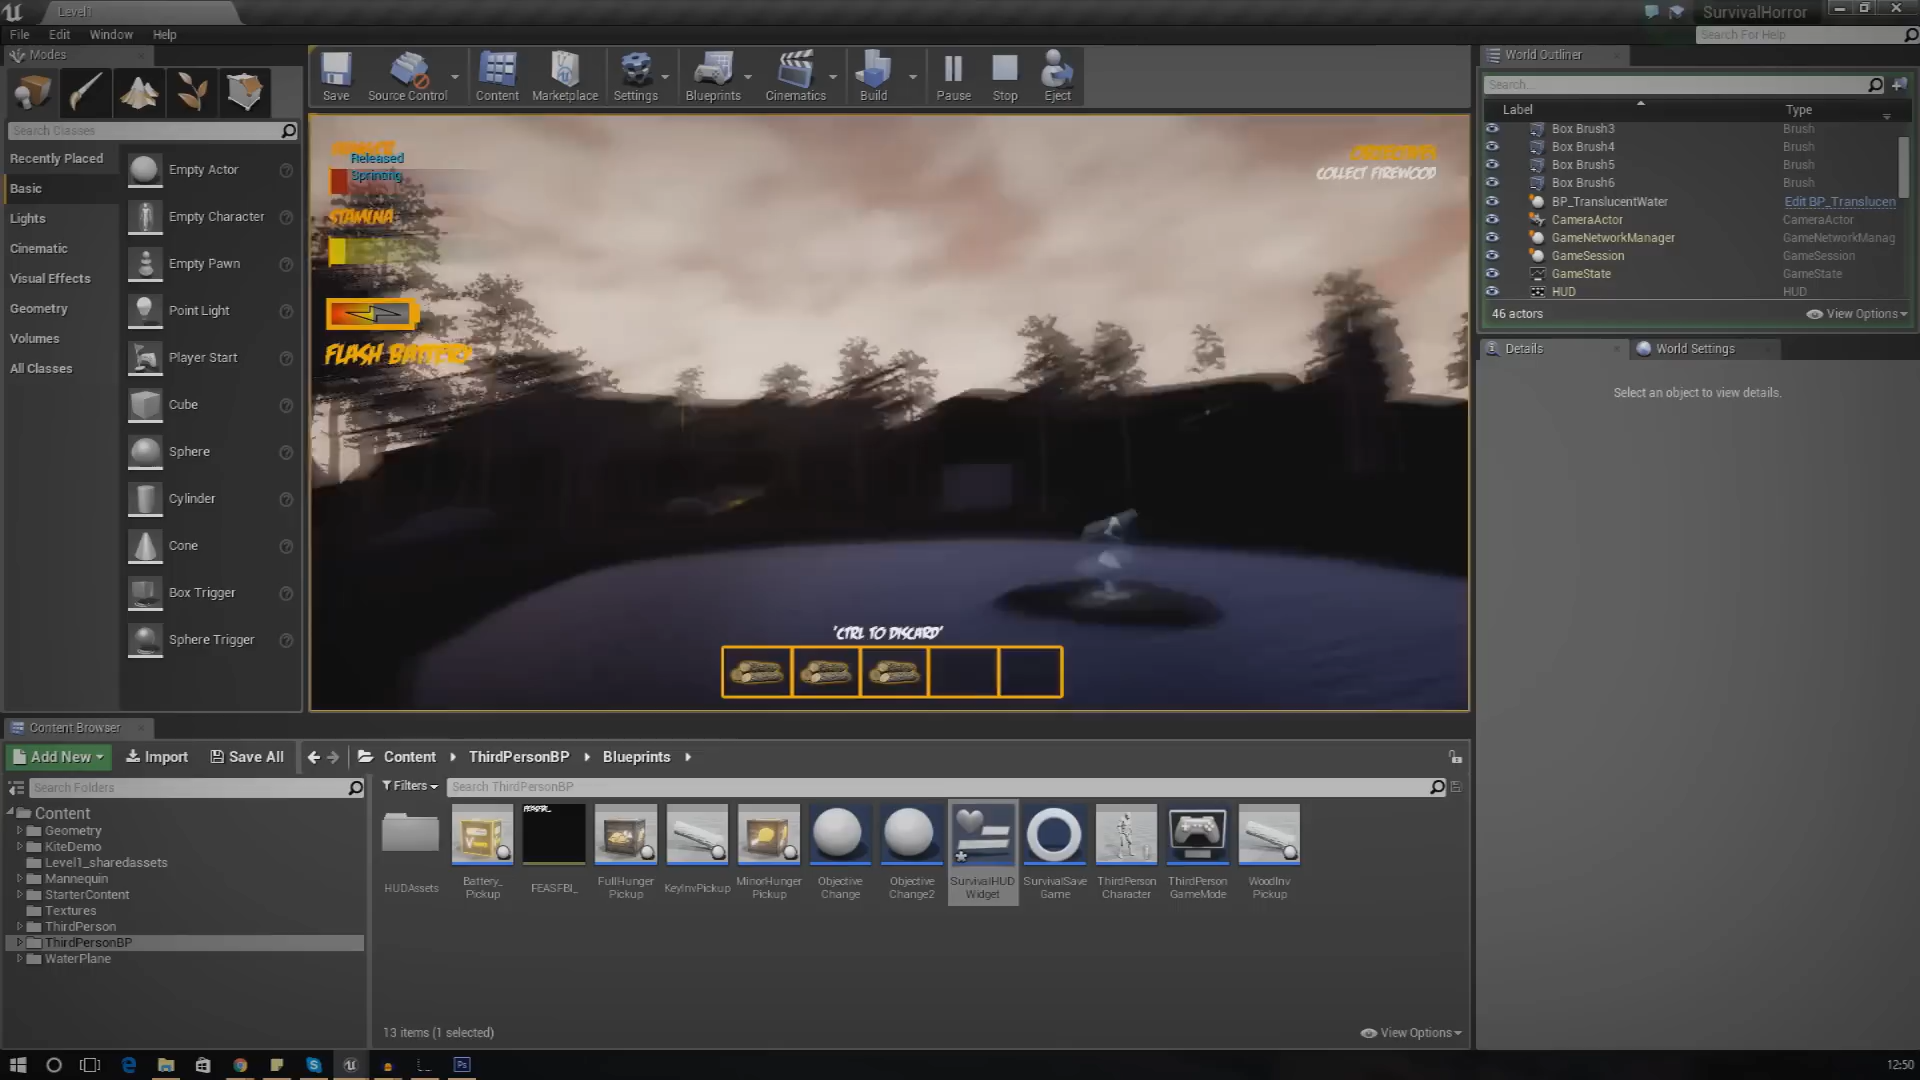 Level1
SurvivalHorror
File Edit Window Help
Search For Help
Modes
Save
Source Control
Content
Marketplace
Settings
Blueprints
Cinematics
Build
Pause
Stop
Eject
World Outliner
Search...
Label
Type
Search Classes
Recently Placed
Basic
Lights
Cinematic
Visual Effects
Geometry
Volumes
All Classes
Empty Actor
Empty Character
Empty Pawn
Point Light
Player Start
Cube
Sphere
Cylinder
Cone
Box Trigger
Sphere Trigger
Released
Sprinting
STAMINA
FLASH BATTERY
COLLECT FIREWOOD
'CTRL TO DISCARD'
Box Brush3 Brush
Box Brush4 Brush
Box Brush5 Brush
Box Brush6 Brush
BP_TranslucentWater Edit BP_Translucen
CameraActor CameraActor
GameNetworkManager GameNetworkManag
GameSession GameSession
GameState GameState
HUD HUD
46 actors
View Options
Details
World Settings
Select an object to view details.
Content Browser
Add New
Import
Save All
Content
ThirdPersonBP
Blueprints
Search Folders
Filters
Search ThirdPersonBP
Content
Geometry
KiteDemo
Level1_sharedassets
Mannequin
StarterContent
Textures
ThirdPerson
ThirdPersonBP
WaterPlane
HUDAssets
Battery_
Pickup
FEASFBI_
FullHunger
Pickup
KeyInvPickup
MinorHunger
Pickup
Objective
Change
Objective
Change2
SurvivalHUD
Widget
SurvivalSave
Game
ThirdPerson
Character
ThirdPerson
GameMode
WoodInv
Pickup
13 items (1 selected)
View Options
Ps
12:50